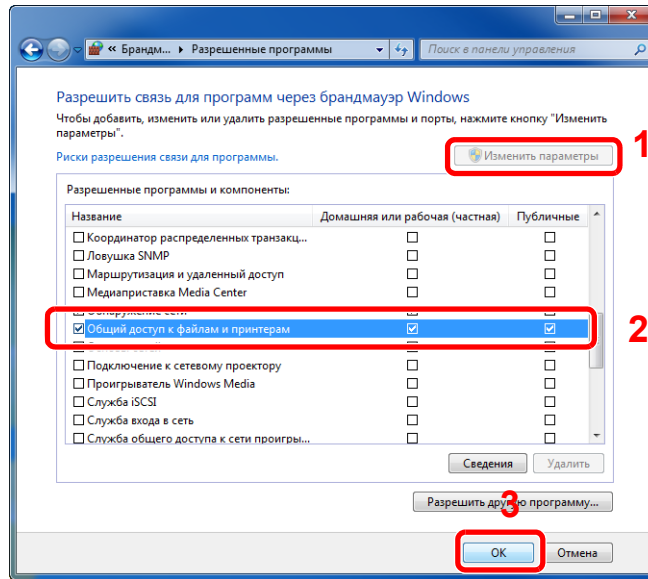 « Брандм... ▸ Разрешенные программы
Поиск в панели управления
Разрешить связь для программ через брандмауэр Windows
Чтобы добавить, изменить или удалить разрешенные программы и порты, нажмите кнопку "Изменить
параметры".
1
Риски разрешения связи для программы.
Изменить параметры
Разрешенные программы и компоненты:
Название Домашняя или рабочая (частная) Публичные
Координатор распределенных транзакц...
Ловушка SNMP
Маршрутизация и удаленный доступ
Медиаприставка Media Center
Обнаружение сети
Общий доступ к файлам и принтерам
2
Подключение к сетевому проектору
Проигрыватель Windows Media
Служба iSCSI
Служба входа в сеть
Служба общего доступа к сети проигры...
Сведения Удалить
Разрешить другую программу...
3
ОК Отмена